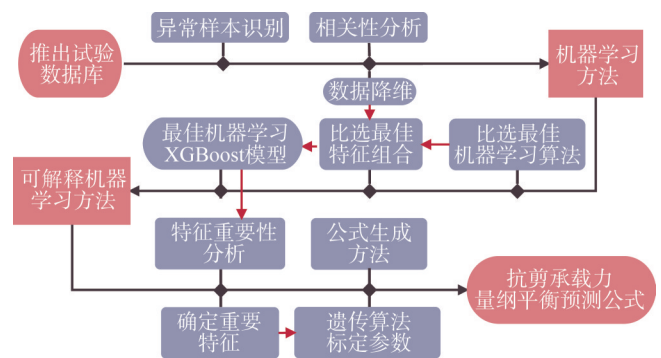 异常样本识别
相关性分析
推出试验
数据库
机器学习
方法
数据降维
最佳机器学习
XGBoost模型
比选最佳
特征组合
比选最佳
机器学习算法
可解释机器
学习方法
特征重要性
分析
公式生成
方法
抗剪承载力
量纲平衡预测公式
确定重要
特征
遗传算法
标定参数